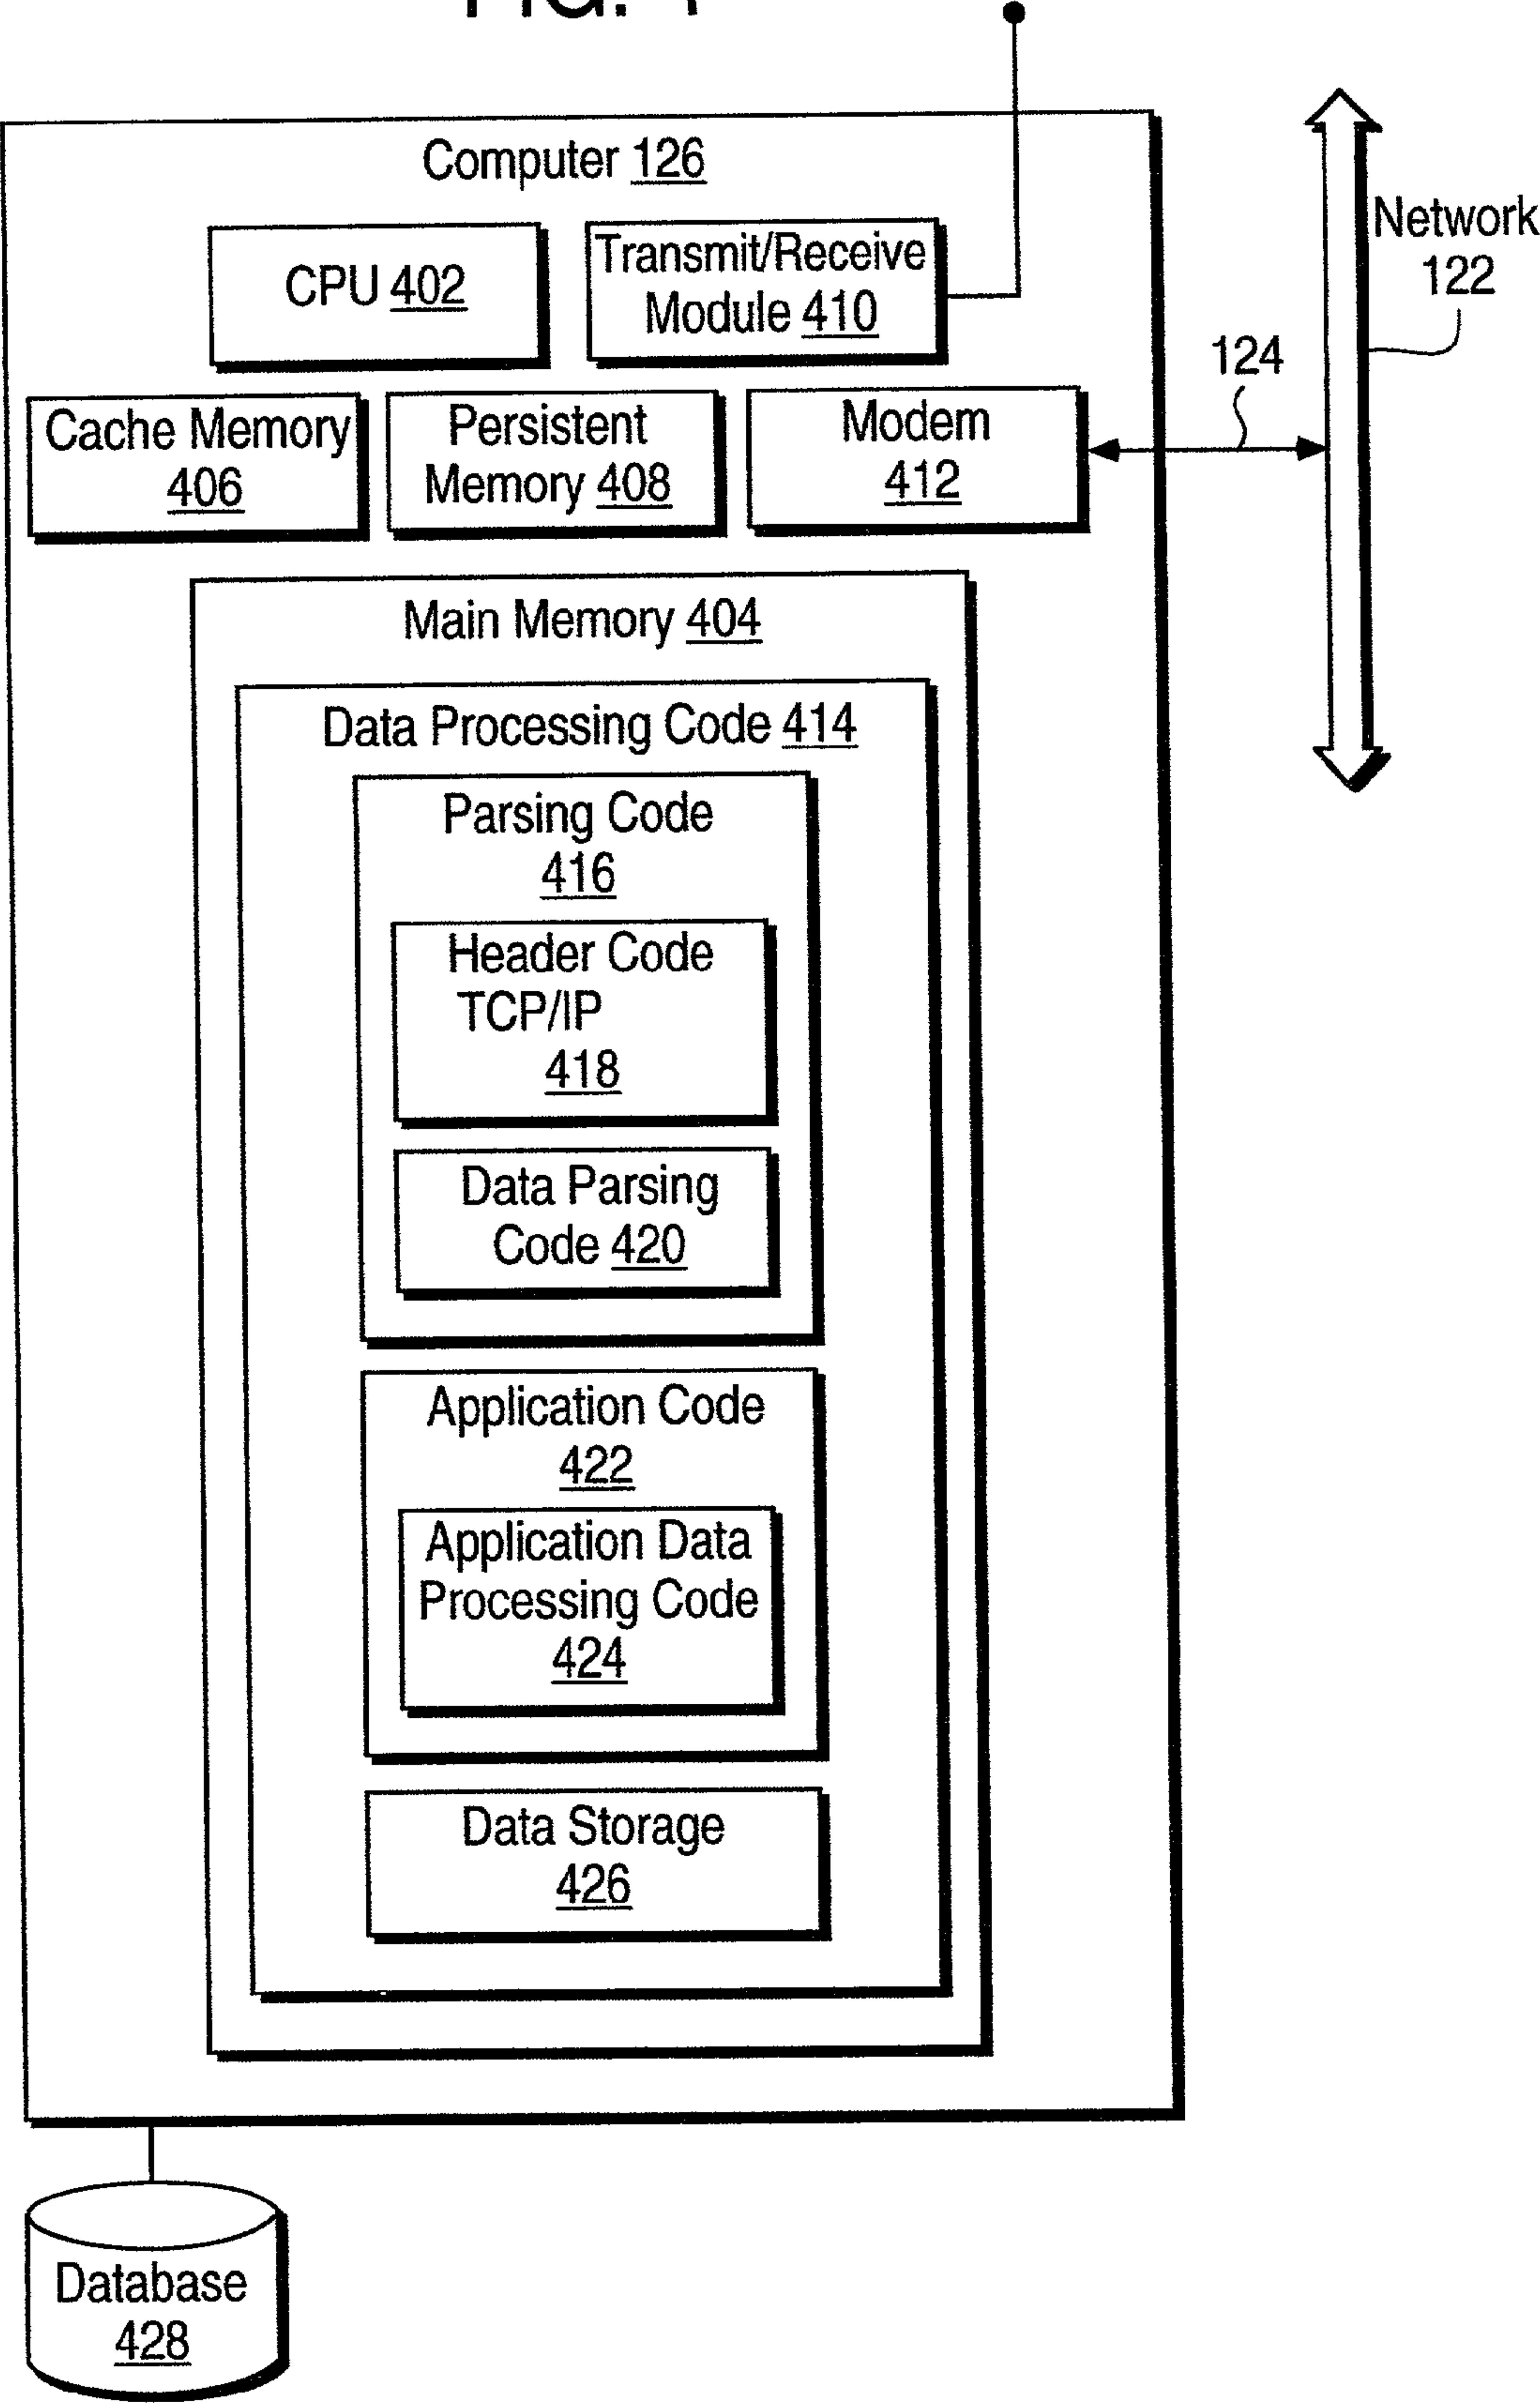 FIG. 4
Computer 126
CPU 402
Transmit/Receive
Module 410
Network
122
124
Cache Memory
406
Persistent
Memory 408
Modem
412
Main Memory 404
Data Processing Code 414
Parsing Code
416
Header Code
TCP/IP
418
Data Parsing
Code 420
Application Code
422
Application Data
Processing Code
424
Data Storage
426
Database
428